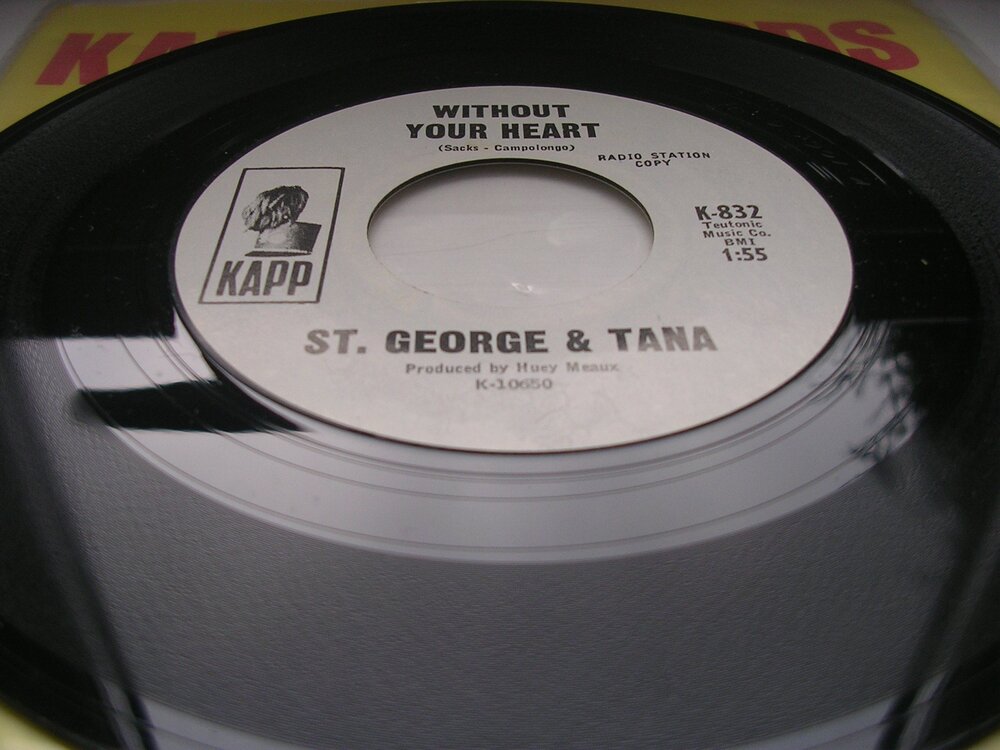 WITHOUT
YOUR HEART
(Sacks - Campolongo)
RADIO STATION
COPY
K-832
Teutonic
Music Co.
BMI
1:55
KAPP
ST. GEORGE & TANA
Produced by Huey Meaux
K-10650